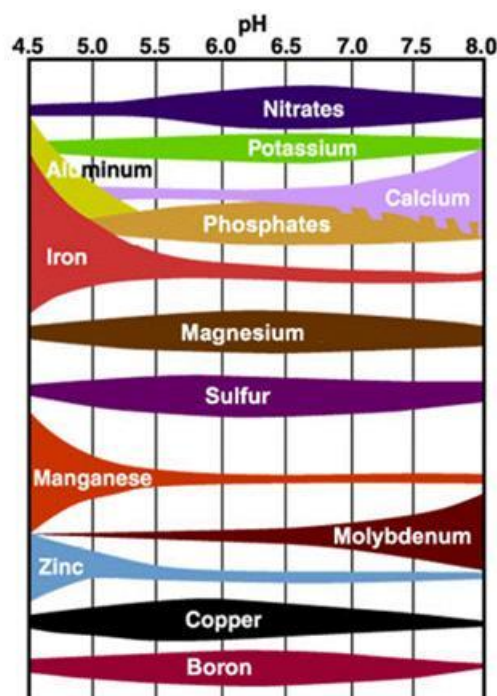 pH
4.5 5.0 5.5 6.0 6.5 7.0 7.5 8.0
Nitrates
Potassium
Aluminum
Calcium
Phosphates
Iron
Magnesium
Sulfur
Manganese
Molybdenum
Zinc
Copper
Boron